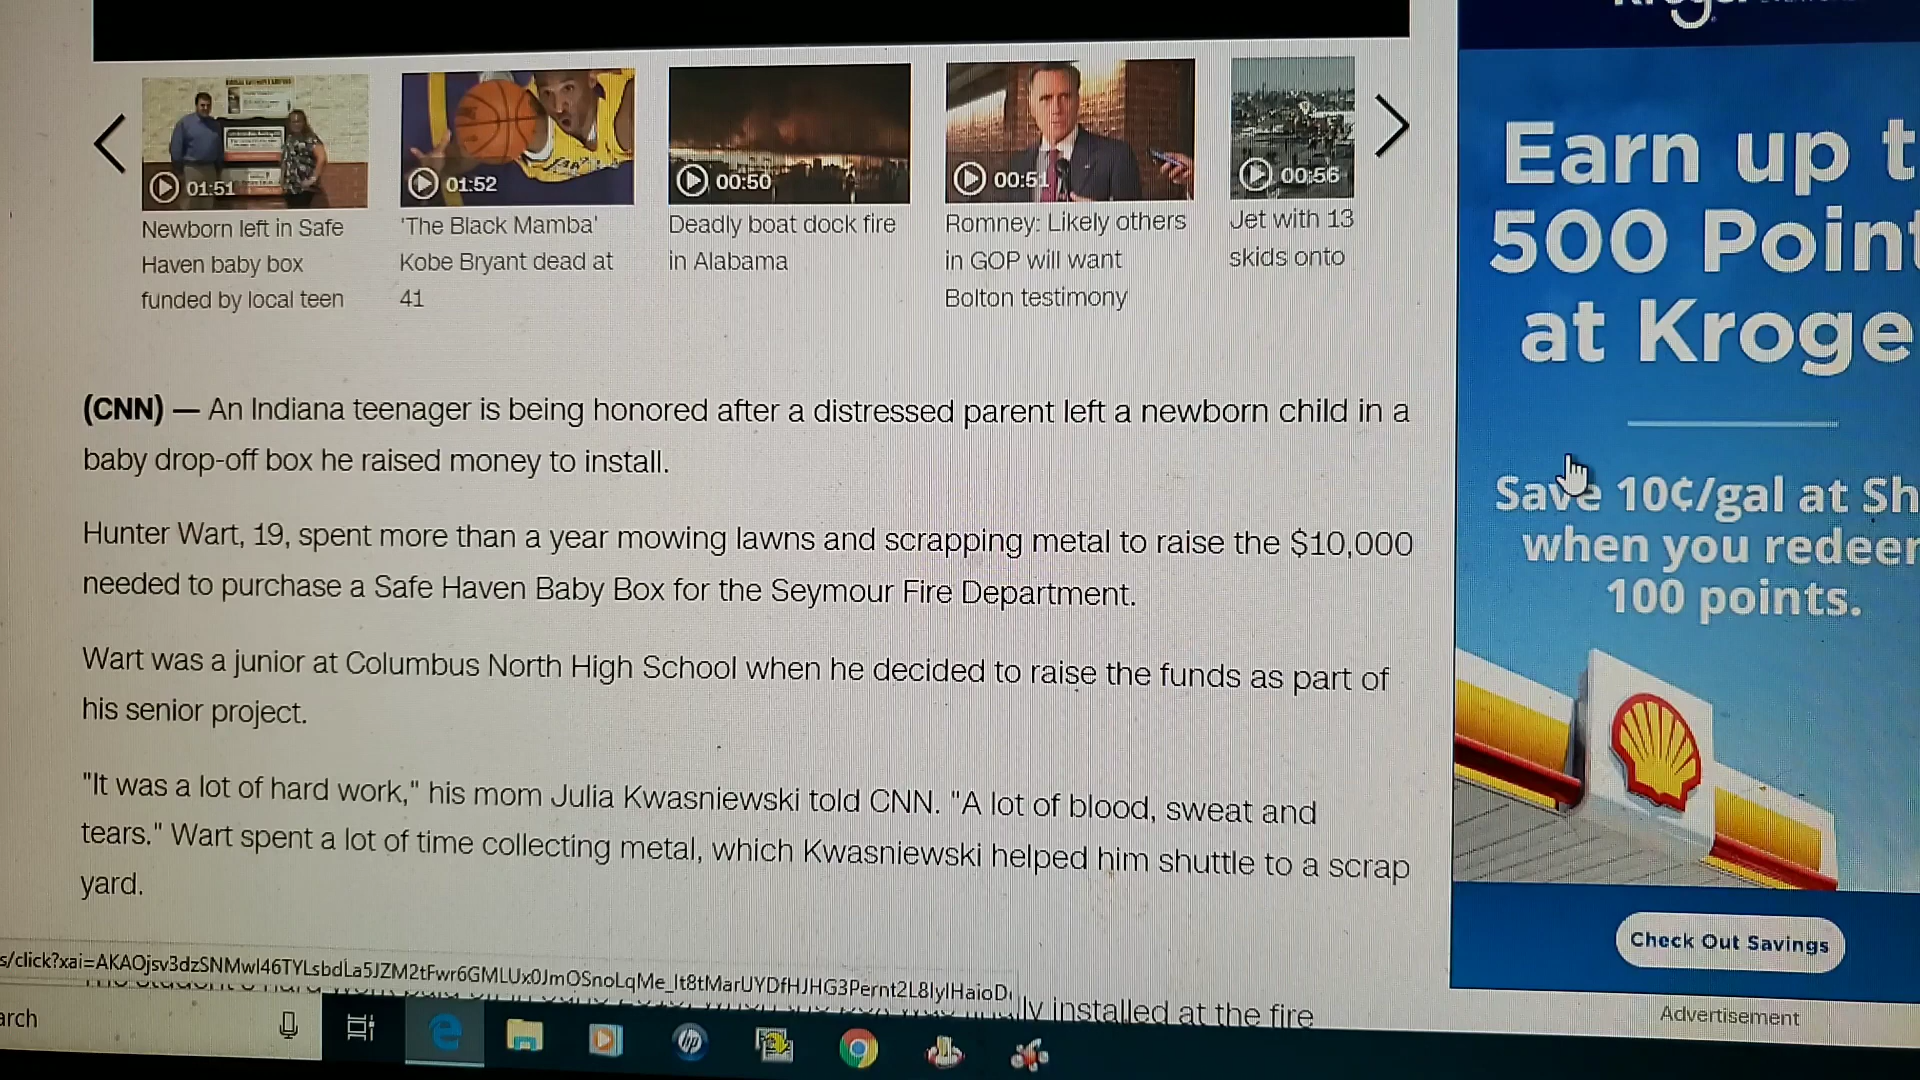 01:51
01:52
00:50
00:51
00:56
Newborn left in Safe
Haven baby box
funded by local teen
'The Black Mamba'
Kobe Bryant dead at
41
Deadly boat dock fire
in Alabama
Romney: Likely others
in GOP will want
Bolton testimony
Jet with 13
skids onto
(CNN) — An Indiana teenager is being honored after a distressed parent left a newborn child in a
baby drop-off box he raised money to install.
Hunter Wart, 19, spent more than a year mowing lawns and scrapping metal to raise the $10,000
needed to purchase a Safe Haven Baby Box for the Seymour Fire Department.
Wart was a junior at Columbus North High School when he decided to raise the funds as part of
his senior project.
"It was a lot of hard work," his mom Julia Kwasniewski told CNN. "A lot of blood, sweat and
tears." Wart spent a lot of time collecting metal, which Kwasniewski helped him shuttle to a scrap
yard.
installed at the fire
arch
hp
Earn up t
500 Point
at Kroge
Save 10¢/gal at Sh
when you redeer
100 points.
Check Out Savings
Advertisement